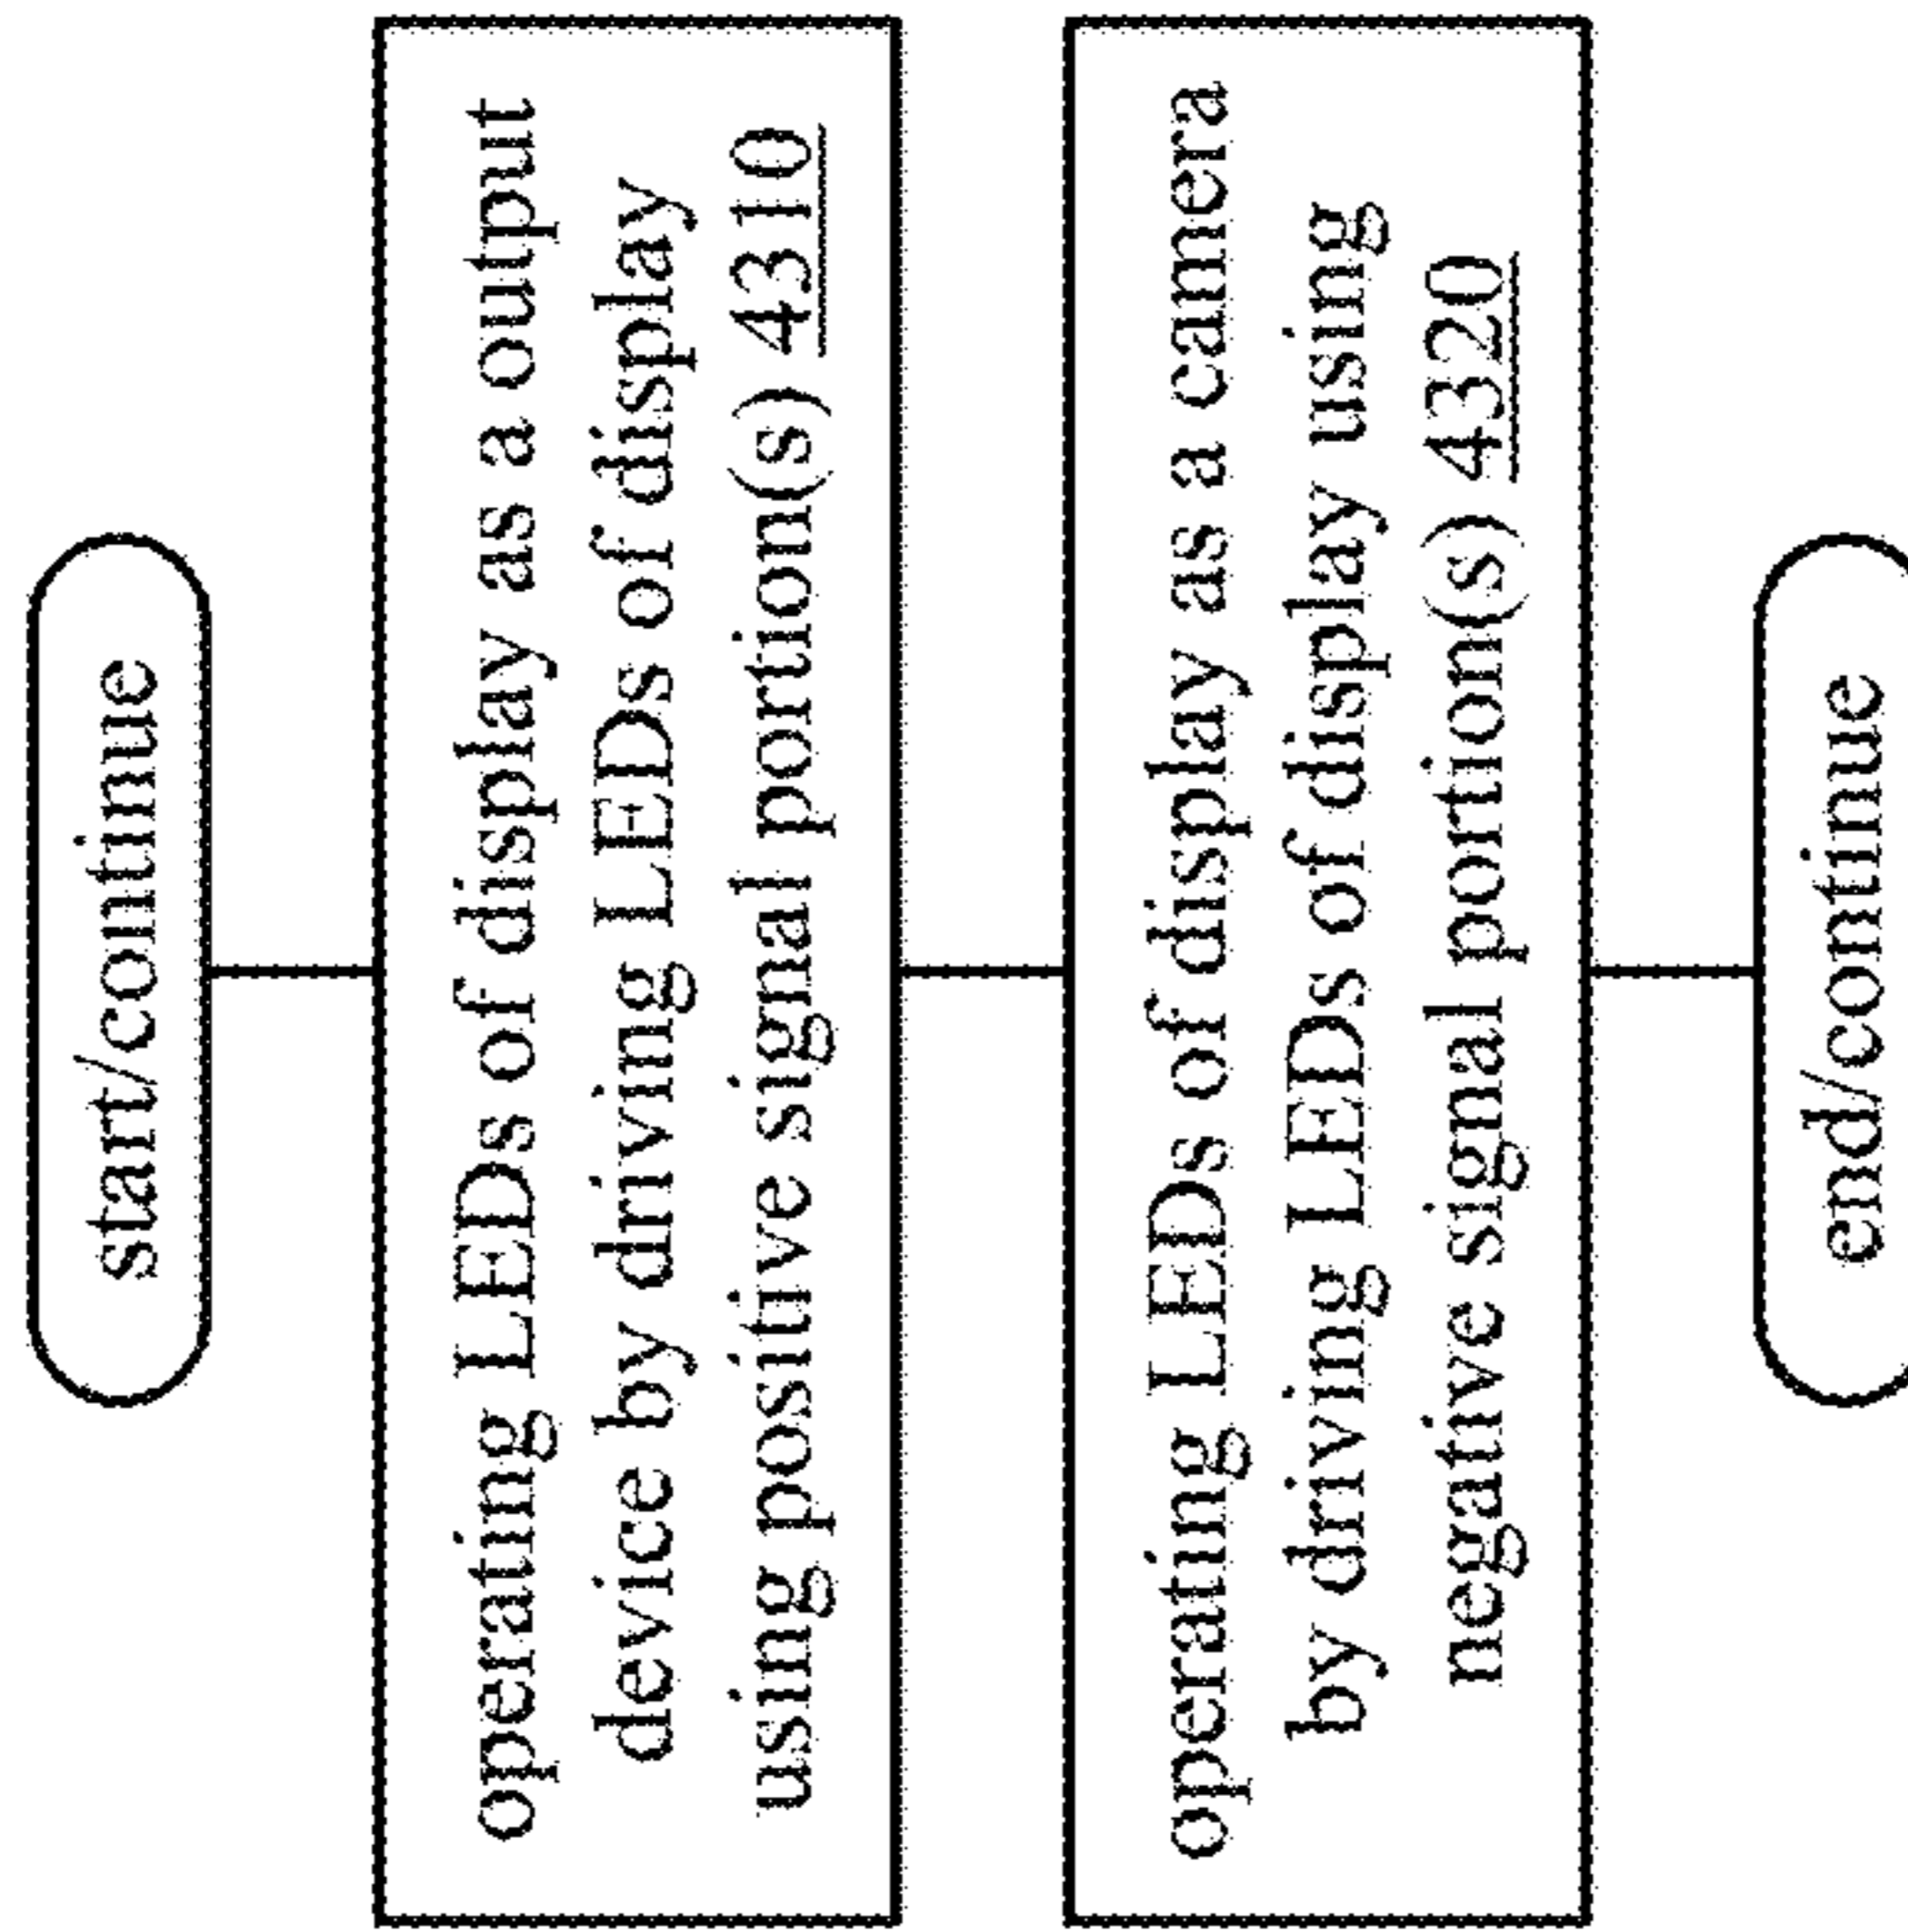 start/continue
operating LEDs of display as a output
device by driving LEDs of display
using positive signal portion(s) 4310
operating LEDs of display as a camera
by driving LEDs of display using
negative signal portion(s) 4320
end/continue